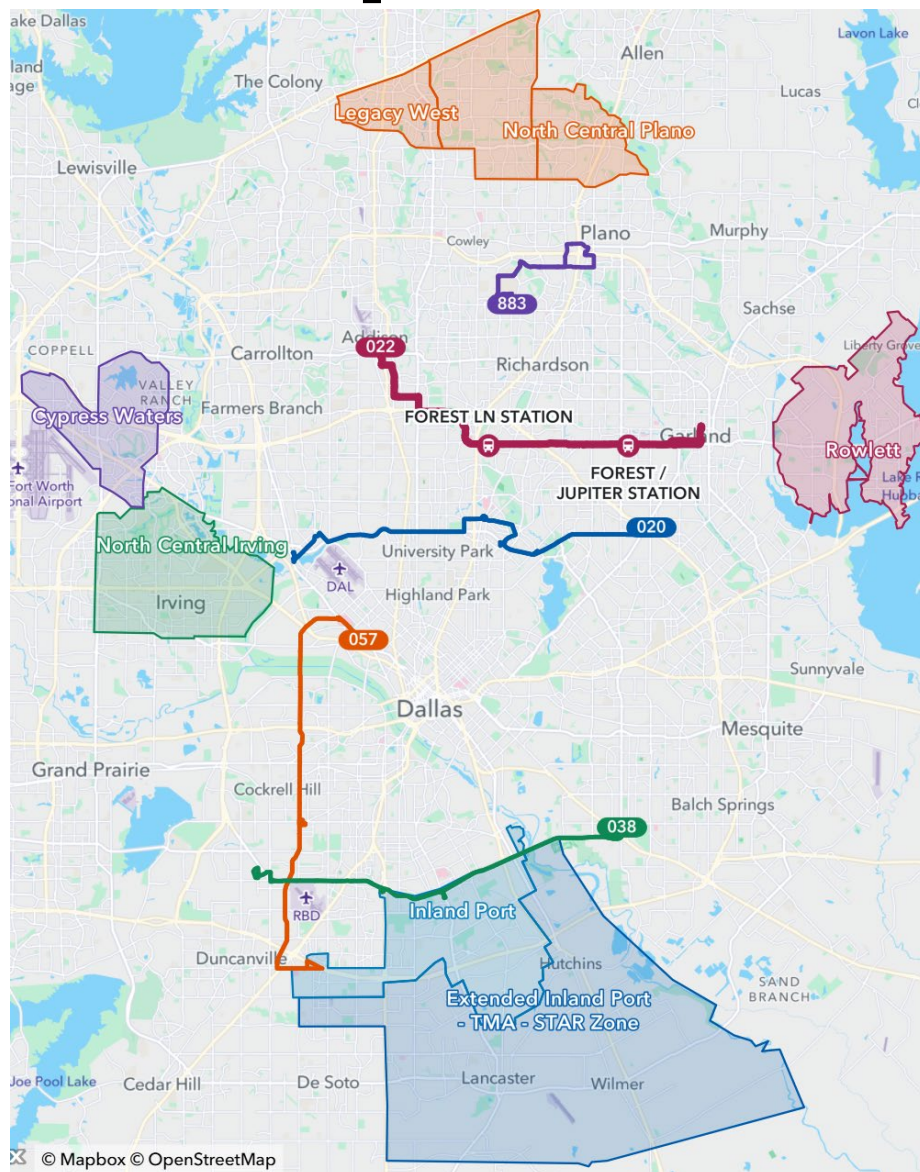 ake Dallas
Allen
Lavon Lake
land
The Colony
Lucas
age
Legacy West
North Central Plano
Lewisville
Plano
Murphy
Cowley
883
Sachse
Addison
022
COPPELL
Carrollton
Richardson
Liberty Grove
VALLEY
RANCH
Cypress Waters
Farmers Branch
FOREST LN STATION
Garland
Rowlett
Fort Worth
onal Airport
FOREST /
JUPITER STATION
Lake R
Hubba
North Central Irving
University Park
020
DAL
Irving
Highland Park
057
Sunnyvale
Dallas
Mesquite
Grand Prairie
Cockrell Hill
Balch Springs
038
RBD
Inland Port
Duncanville
Hutchins
SAND
BRANCH
Extended Inland Port
- TMA - STAR Zone
Joe Pool Lake
Cedar Hill
De Soto
Lancaster
Wilmer
© Mapbox © OpenStreetMap